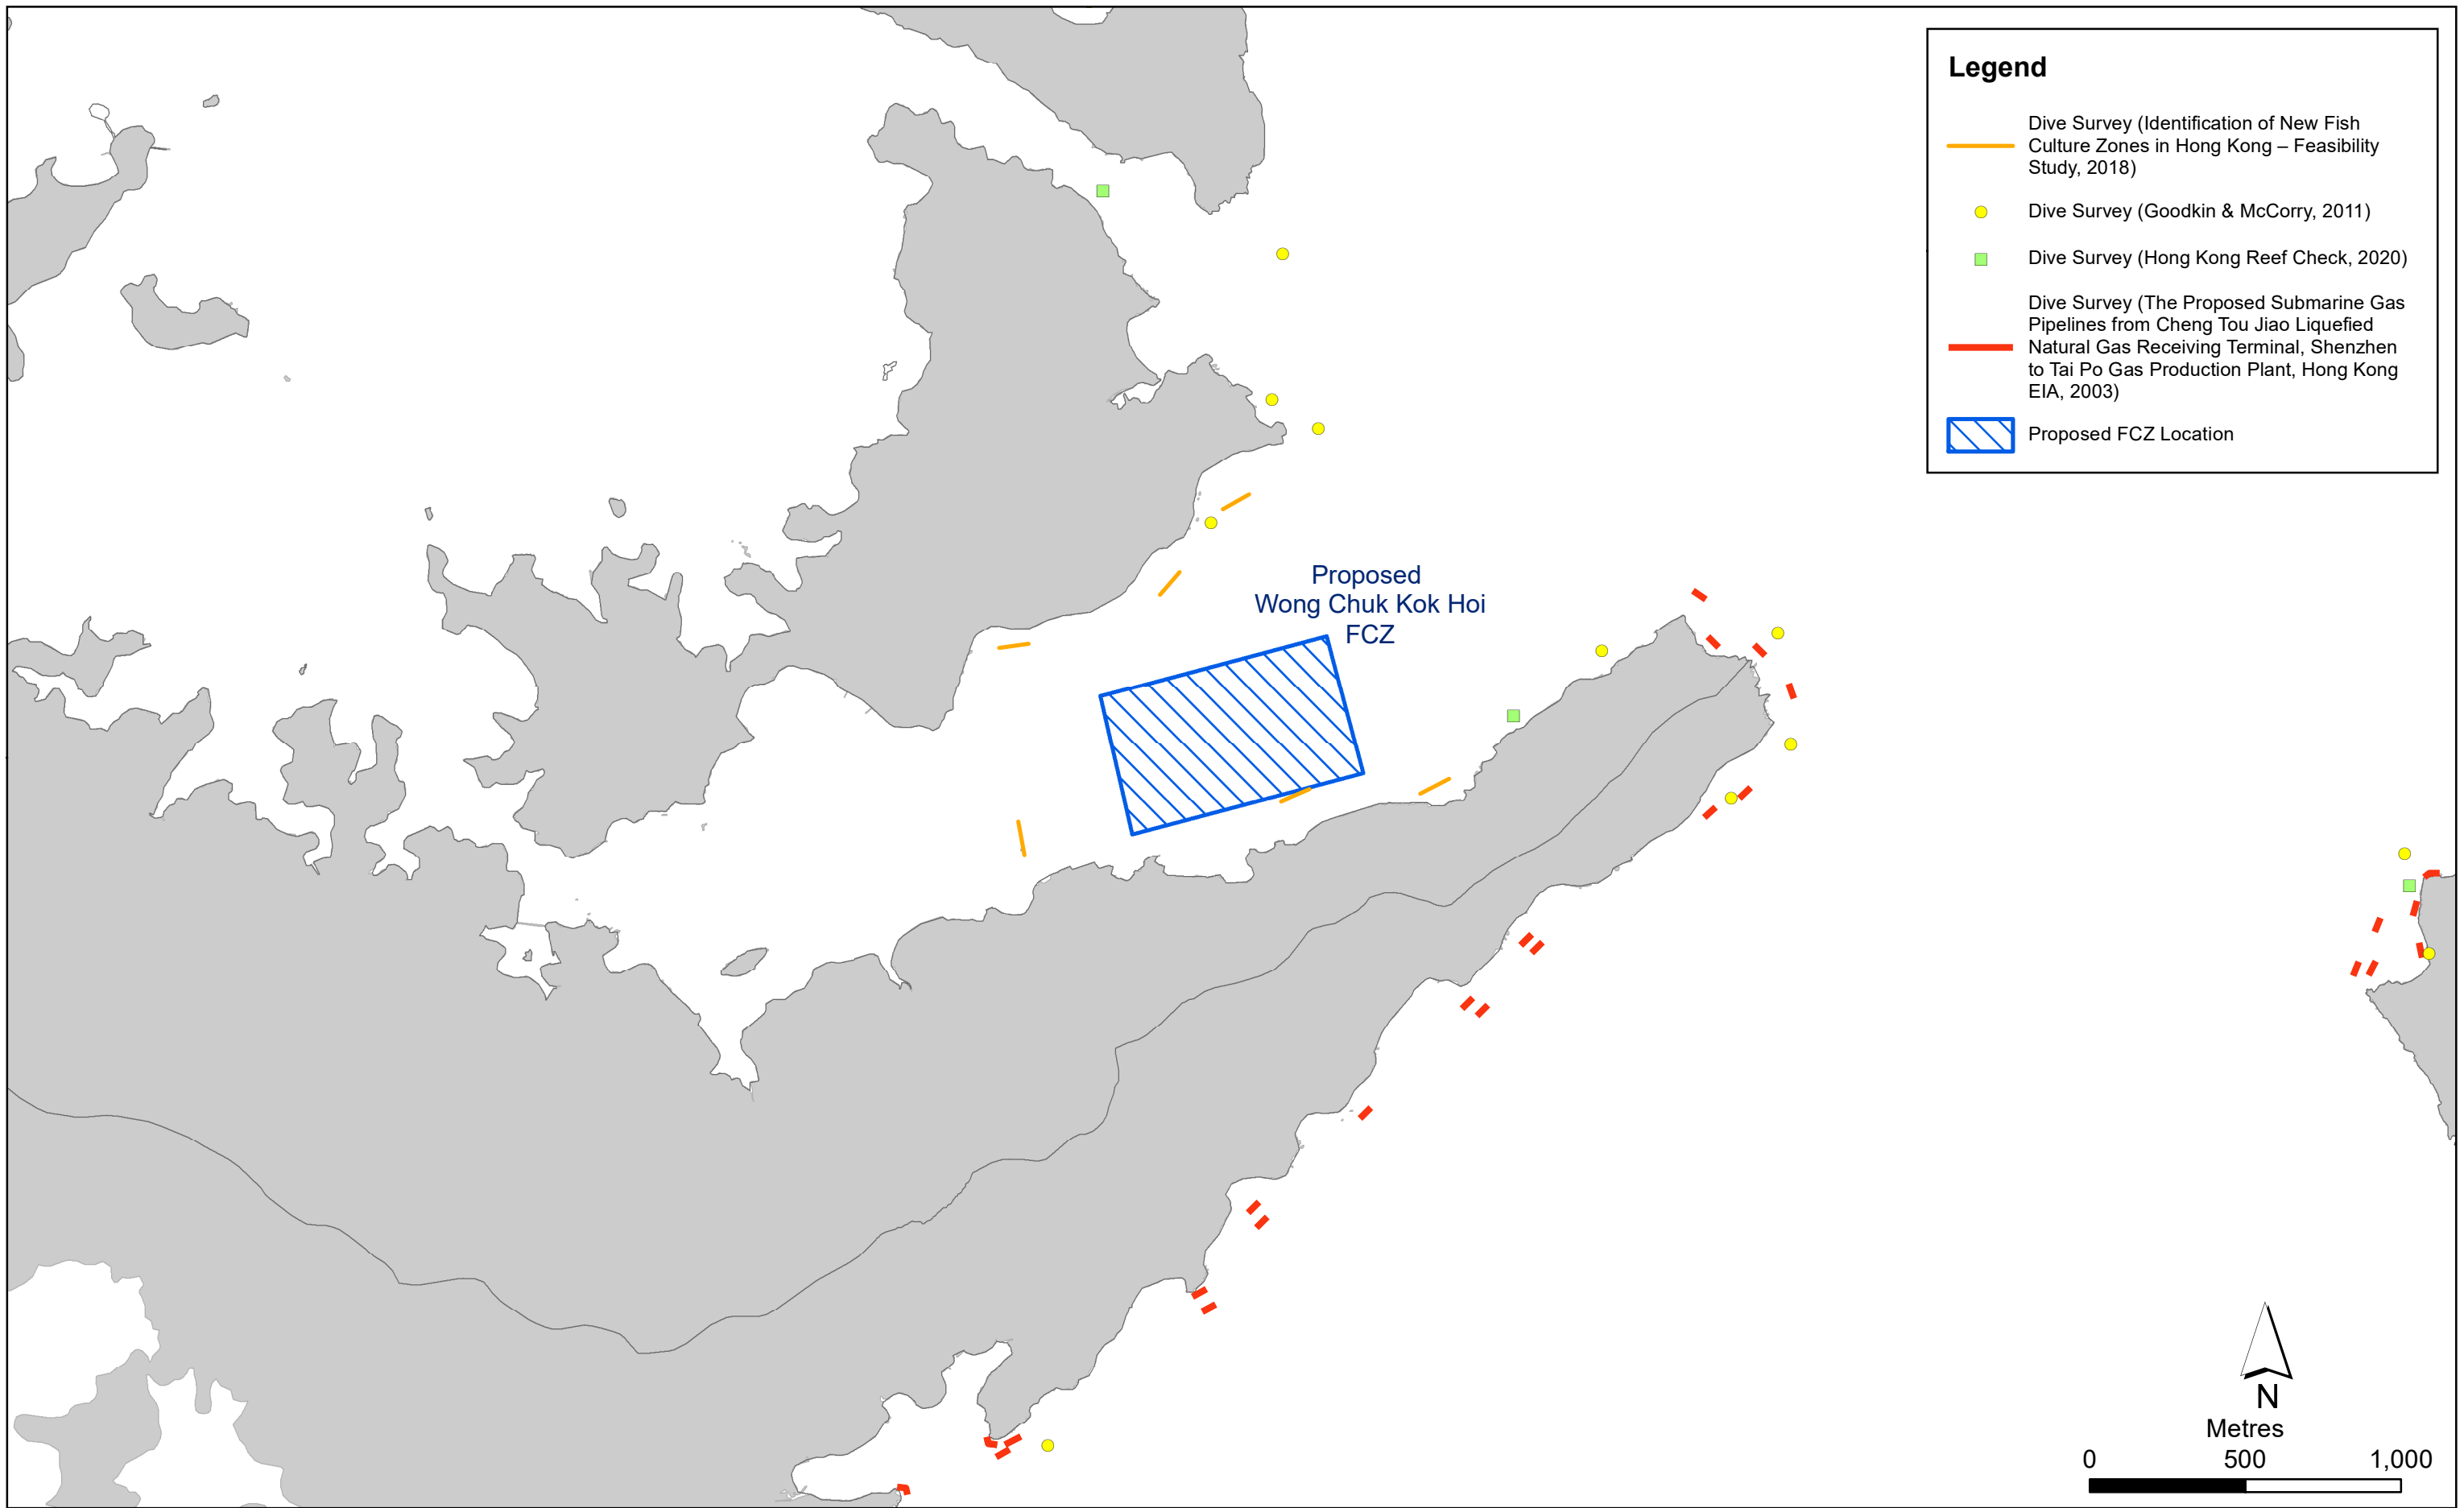 Legend
Dive Survey (Identification of New Fish
Culture Zones in Hong Kong – Feasibility
Study, 2018)
Dive Survey (Goodkin & McCorry, 2011)
Dive Survey (Hong Kong Reef Check, 2020)
Dive Survey (The Proposed Submarine Gas
Pipelines from Cheng Tou Jiao Liquefied
Natural Gas Receiving Terminal, Shenzhen
to Tai Po Gas Production Plant, Hong Kong
EIA, 2003)
Proposed FCZ Location
Proposed
Wong Chuk Kok Hoi
FCZ
N
Metres
0 500 1,000